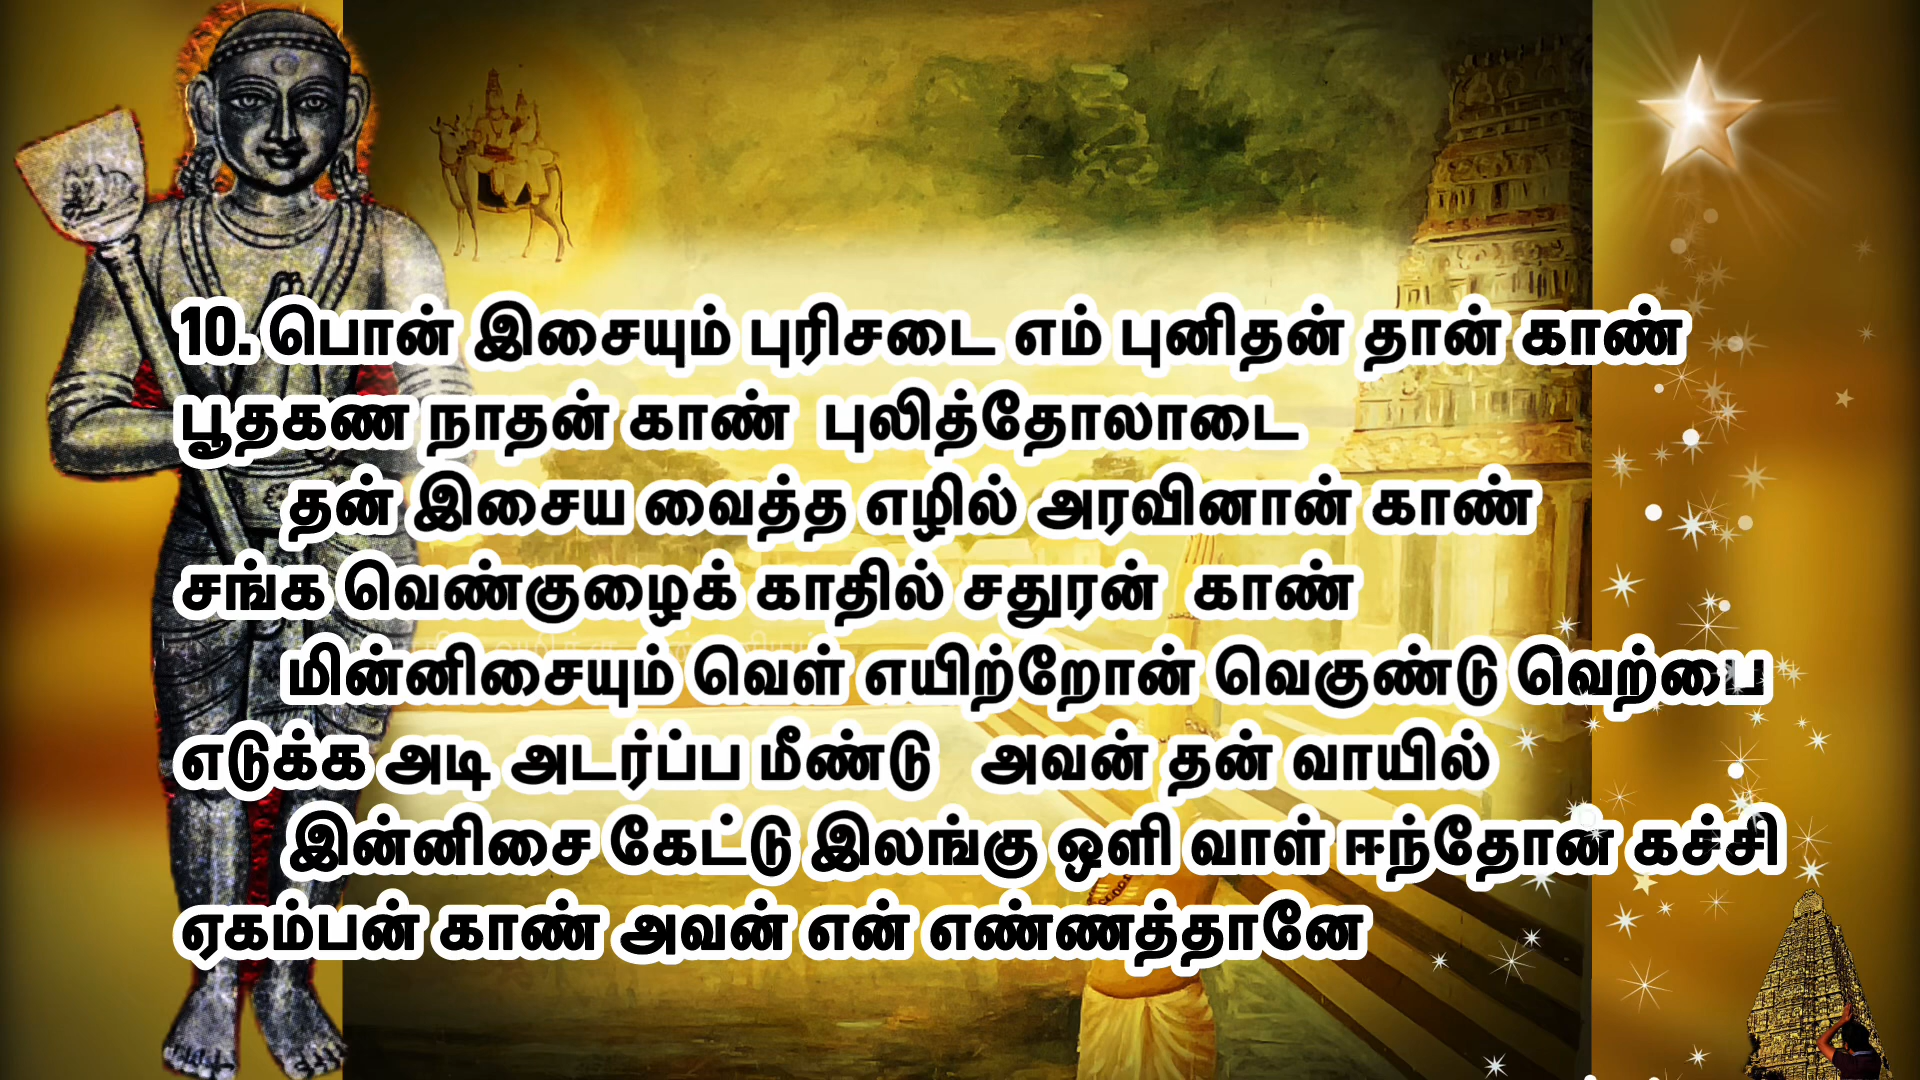 10. பொன் இசையும் புரிசடை எம் புனிதன் தான் காண்
பூதகண நாதன் காண் புலித்தோலாடை
தன் இசைய வைத்த எழில் அரவினான் காண்
சங்க வெண்குழைக் காதில் சதுரன் காண்
மின்னிசையும் வெள் எயிற்றோன் வெகுண்டு வெற்பை
எடுக்க அடி அடர்ப்ப மீண்டு அவன் தன் வாயில்
இன்னிசை கேட்டு இலங்கு ஒளி வாள் ஈந்தோன் கச்சி
ஏகம்பன் காண் அவன் என் எண்ணத்தானே